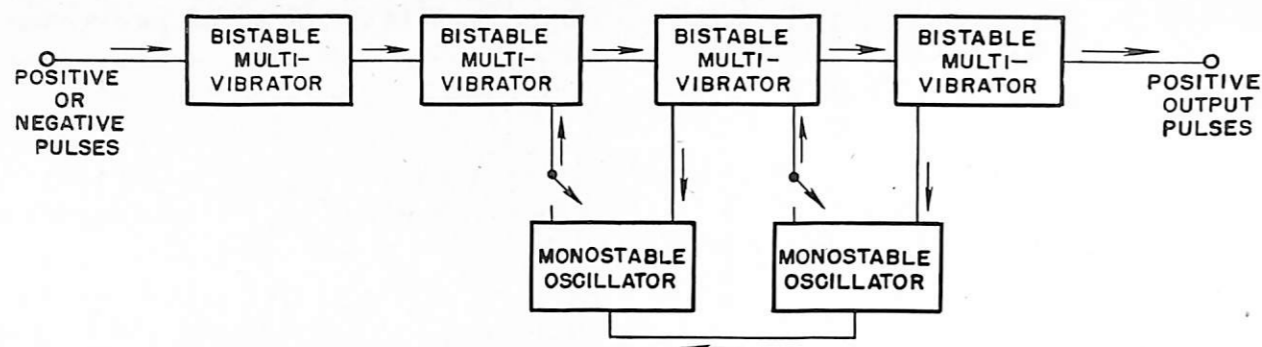 POSITIVE
OR
NEGATIVE
PULSES
BISTABLE
MULTI-
VIBRATOR
BISTABLE
MULTI-
VIBRATOR
BISTABLE
MULTI-
VIBRATOR
BISTABLE
MULTI-
VIBRATOR
POSITIVE
OUTPUT
PULSES
MONOSTABLE
OSCILLATOR
MONOSTABLE
OSCILLATOR